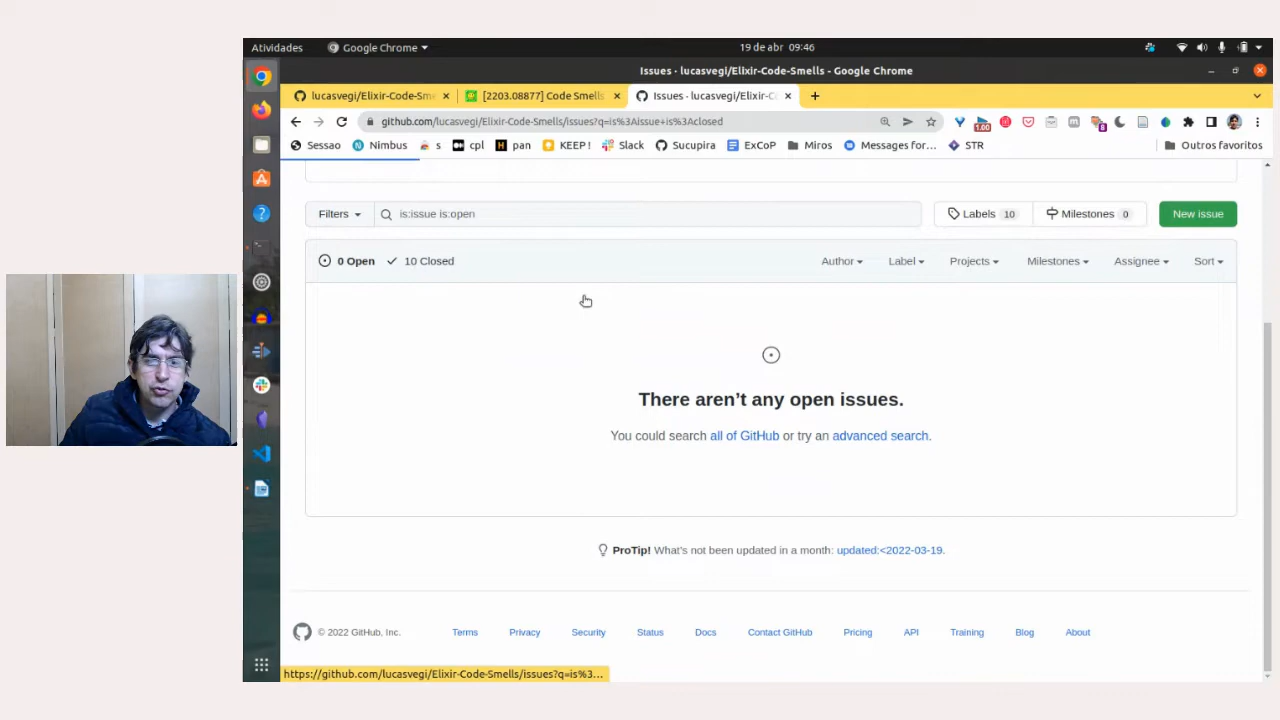 Atividades Google Chrome 19 de abr 09:46
Issues · lucasvegi/Elixir-Code-Smells - Google Chrome
lucasvegi/Elixir-Code-Sme [2203.08877] Code Smells Issues · lucasvegi/Elixir-Co
github.com/lucasvegi/Elixir-Code-Smells/issues?q=is%3Aissue+is%3Aclosed 1.00 8
Sessao Nimbus s cpl pan KEEP! Slack Sucupira ExCoP Miros Messages for... STR Outros favoritos
Filters is:issue is:open Labels 10 Milestones 0 New issue
0 Open 10 Closed Author Label Projects Milestones Assignee Sort
There aren't any open issues.
You could search all of GitHub or try an advanced search.
ProTip! What's not been updated in a month: updated:<2022-03-19.
© 2022 GitHub, Inc. Terms Privacy Security Status Docs Contact GitHub Pricing API Training Blog About
https://github.com/lucasvegi/Elixir-Code-Smells/issues?q=is%3...